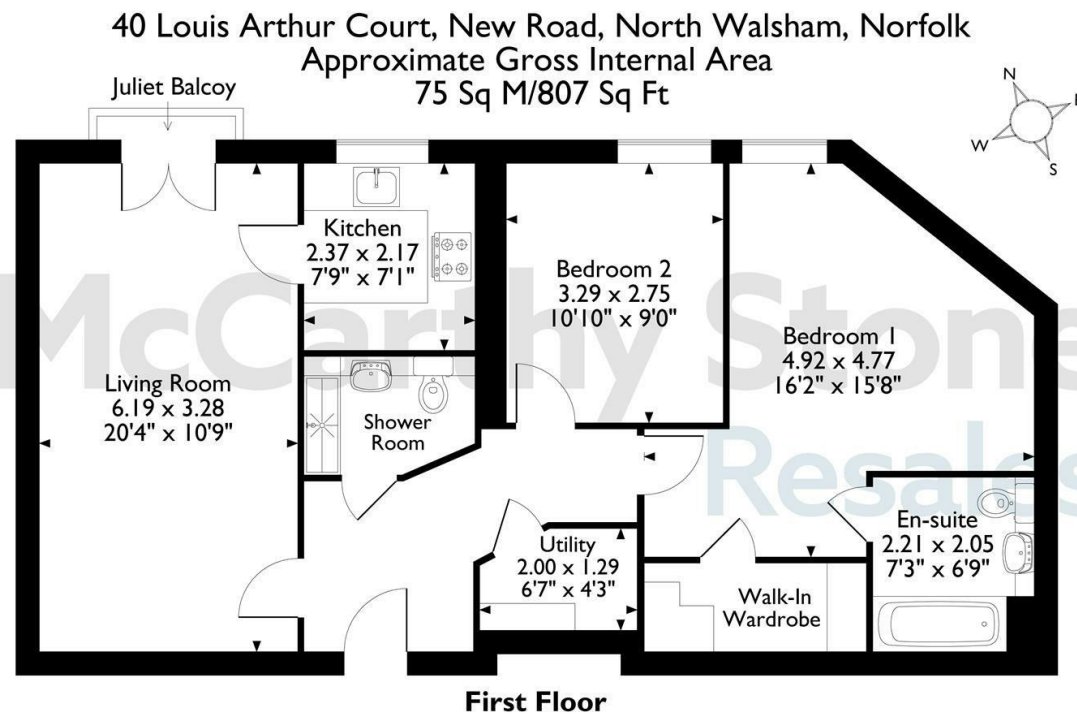 40 Louis Arthur Court, New Road, North Walsham, Norfolk
Approximate Gross Internal Area
75 Sq M/807 Sq Ft
Juliet Balcoy
N
E
W
S
Kitchen
2.37 x 2.17
7'9" x 7'1"
Bedroom 2
3.29 x 2.75
10'10" x 9'0"
Bedroom 1
4.92 x 4.77
16'2" x 15'8"
McCarthy Stone
Resales
Living Room
6.19 x 3.28
20'4" x 10'9"
Shower
Room
En-suite
2.21 x 2.05
7'3" x 6'9"
Utility
2.00 x 1.29
6'7" x 4'3"
Walk-In
Wardrobe
First Floor